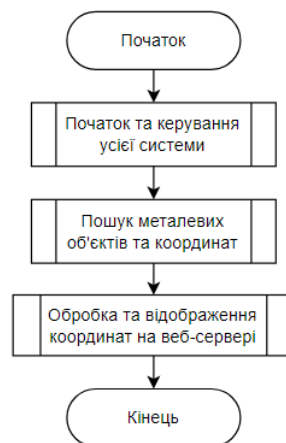 Початок
Початок та керування
усієї системи
Пошук металевих
об'єктів та координат
Обробка та відображення
координат на веб-сервері
Кінець